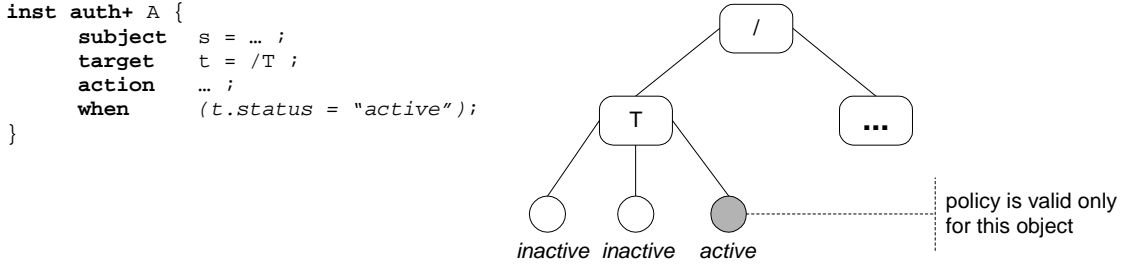 inst auth+ A {
subject s = … ;
target t = /T ;
action … ;
when (t.status = “active”);
}
/
T
...
policy is valid only
for this object
inactive inactive active